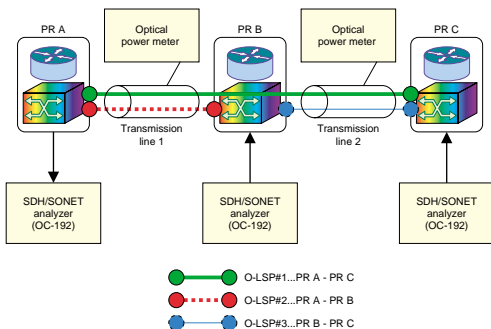 PR A
Optical
power meter
PR B
Optical
power meter
PR C
Transmission
line 1
Transmission
line 2
SDH/SONET
analyzer
(OC-192)
SDH/SONET
analyzer
(OC-192)
SDH/SONET
analyzer
(OC-192)
O-LSP#1...PR A - PR C
O-LSP#2...PR A - PR B
O-LSP#3...PR B - PR C